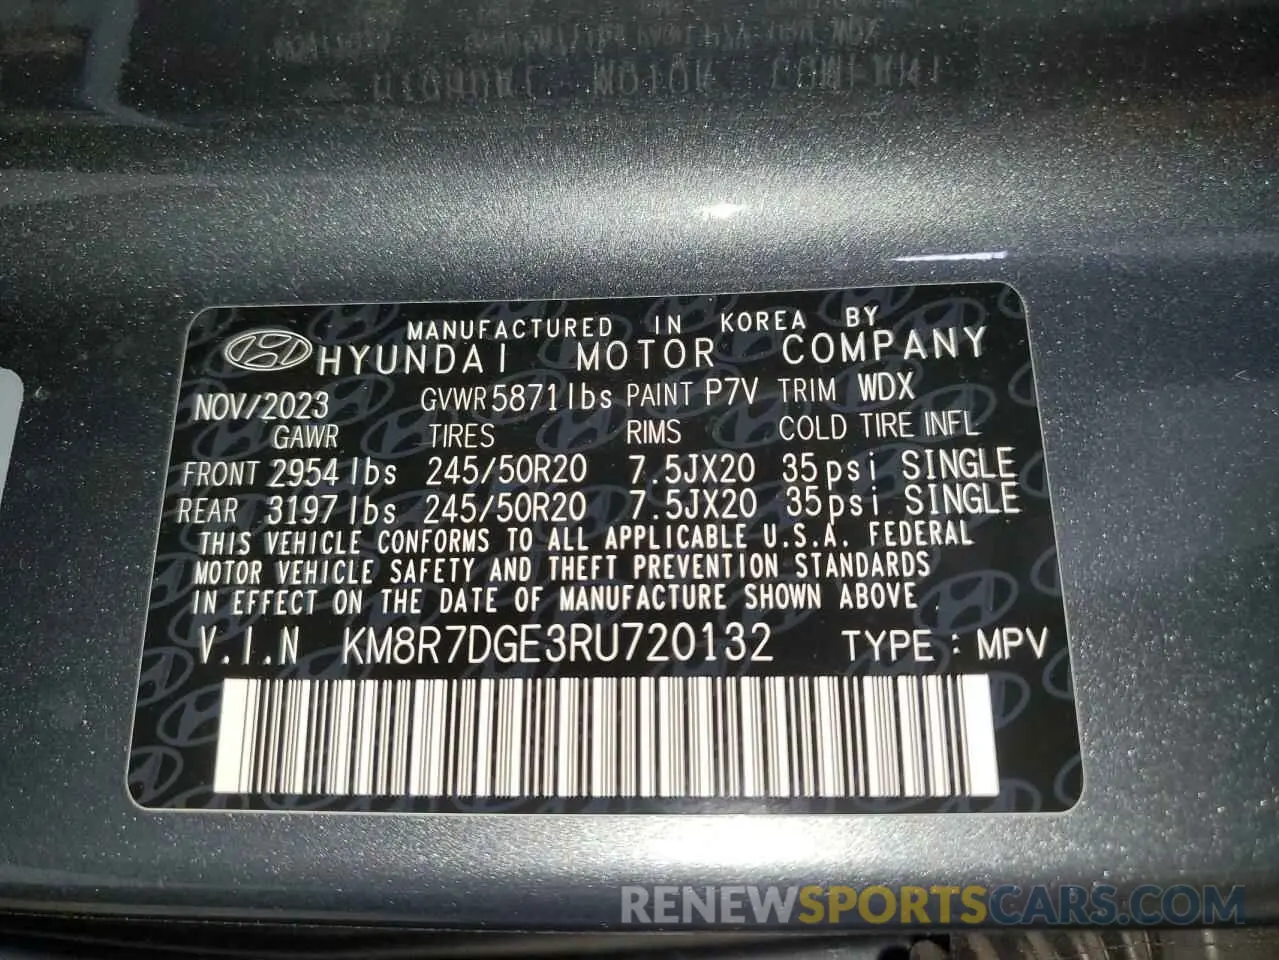 MANUFACTURED IN KOREA BY
HYUNDAI MOTOR COMPANY
NOV/2023 GVWR 5871 lbs PAINT P7V TRIM WDX
GAWR TIRES RIMS COLD TIRE INFL
FRONT 2954 lbs 245/50R20 7.5JX20 35psi SINGLE
REAR 3197 lbs 245/50R20 7.5JX20 35psi SINGLE
THIS VEHICLE CONFORMS TO ALL APPLICABLE U.S.A. FEDERAL
MOTOR VEHICLE SAFETY AND THEFT PREVENTION STANDARDS
IN EFFECT ON THE DATE OF MANUFACTURE SHOWN ABOVE.
V.I.N KM8R7DGE3RU720132 TYPE : MPV
RENEWSPORTSCARS.COM